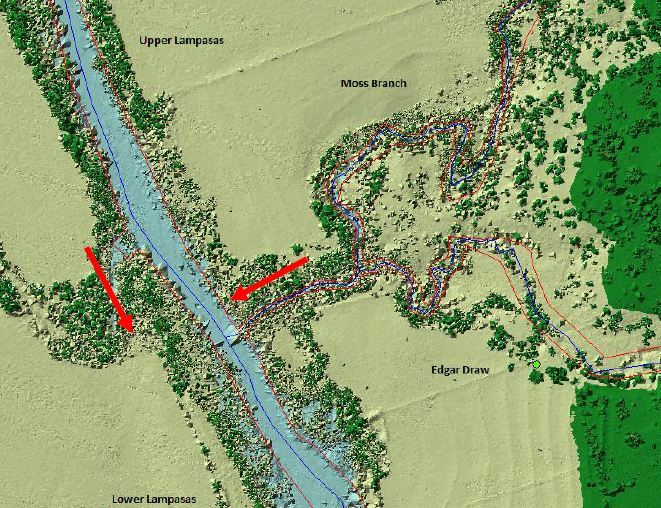 Upper Lampasas
Moss Branch
Edgar Draw
Lower Lampasas